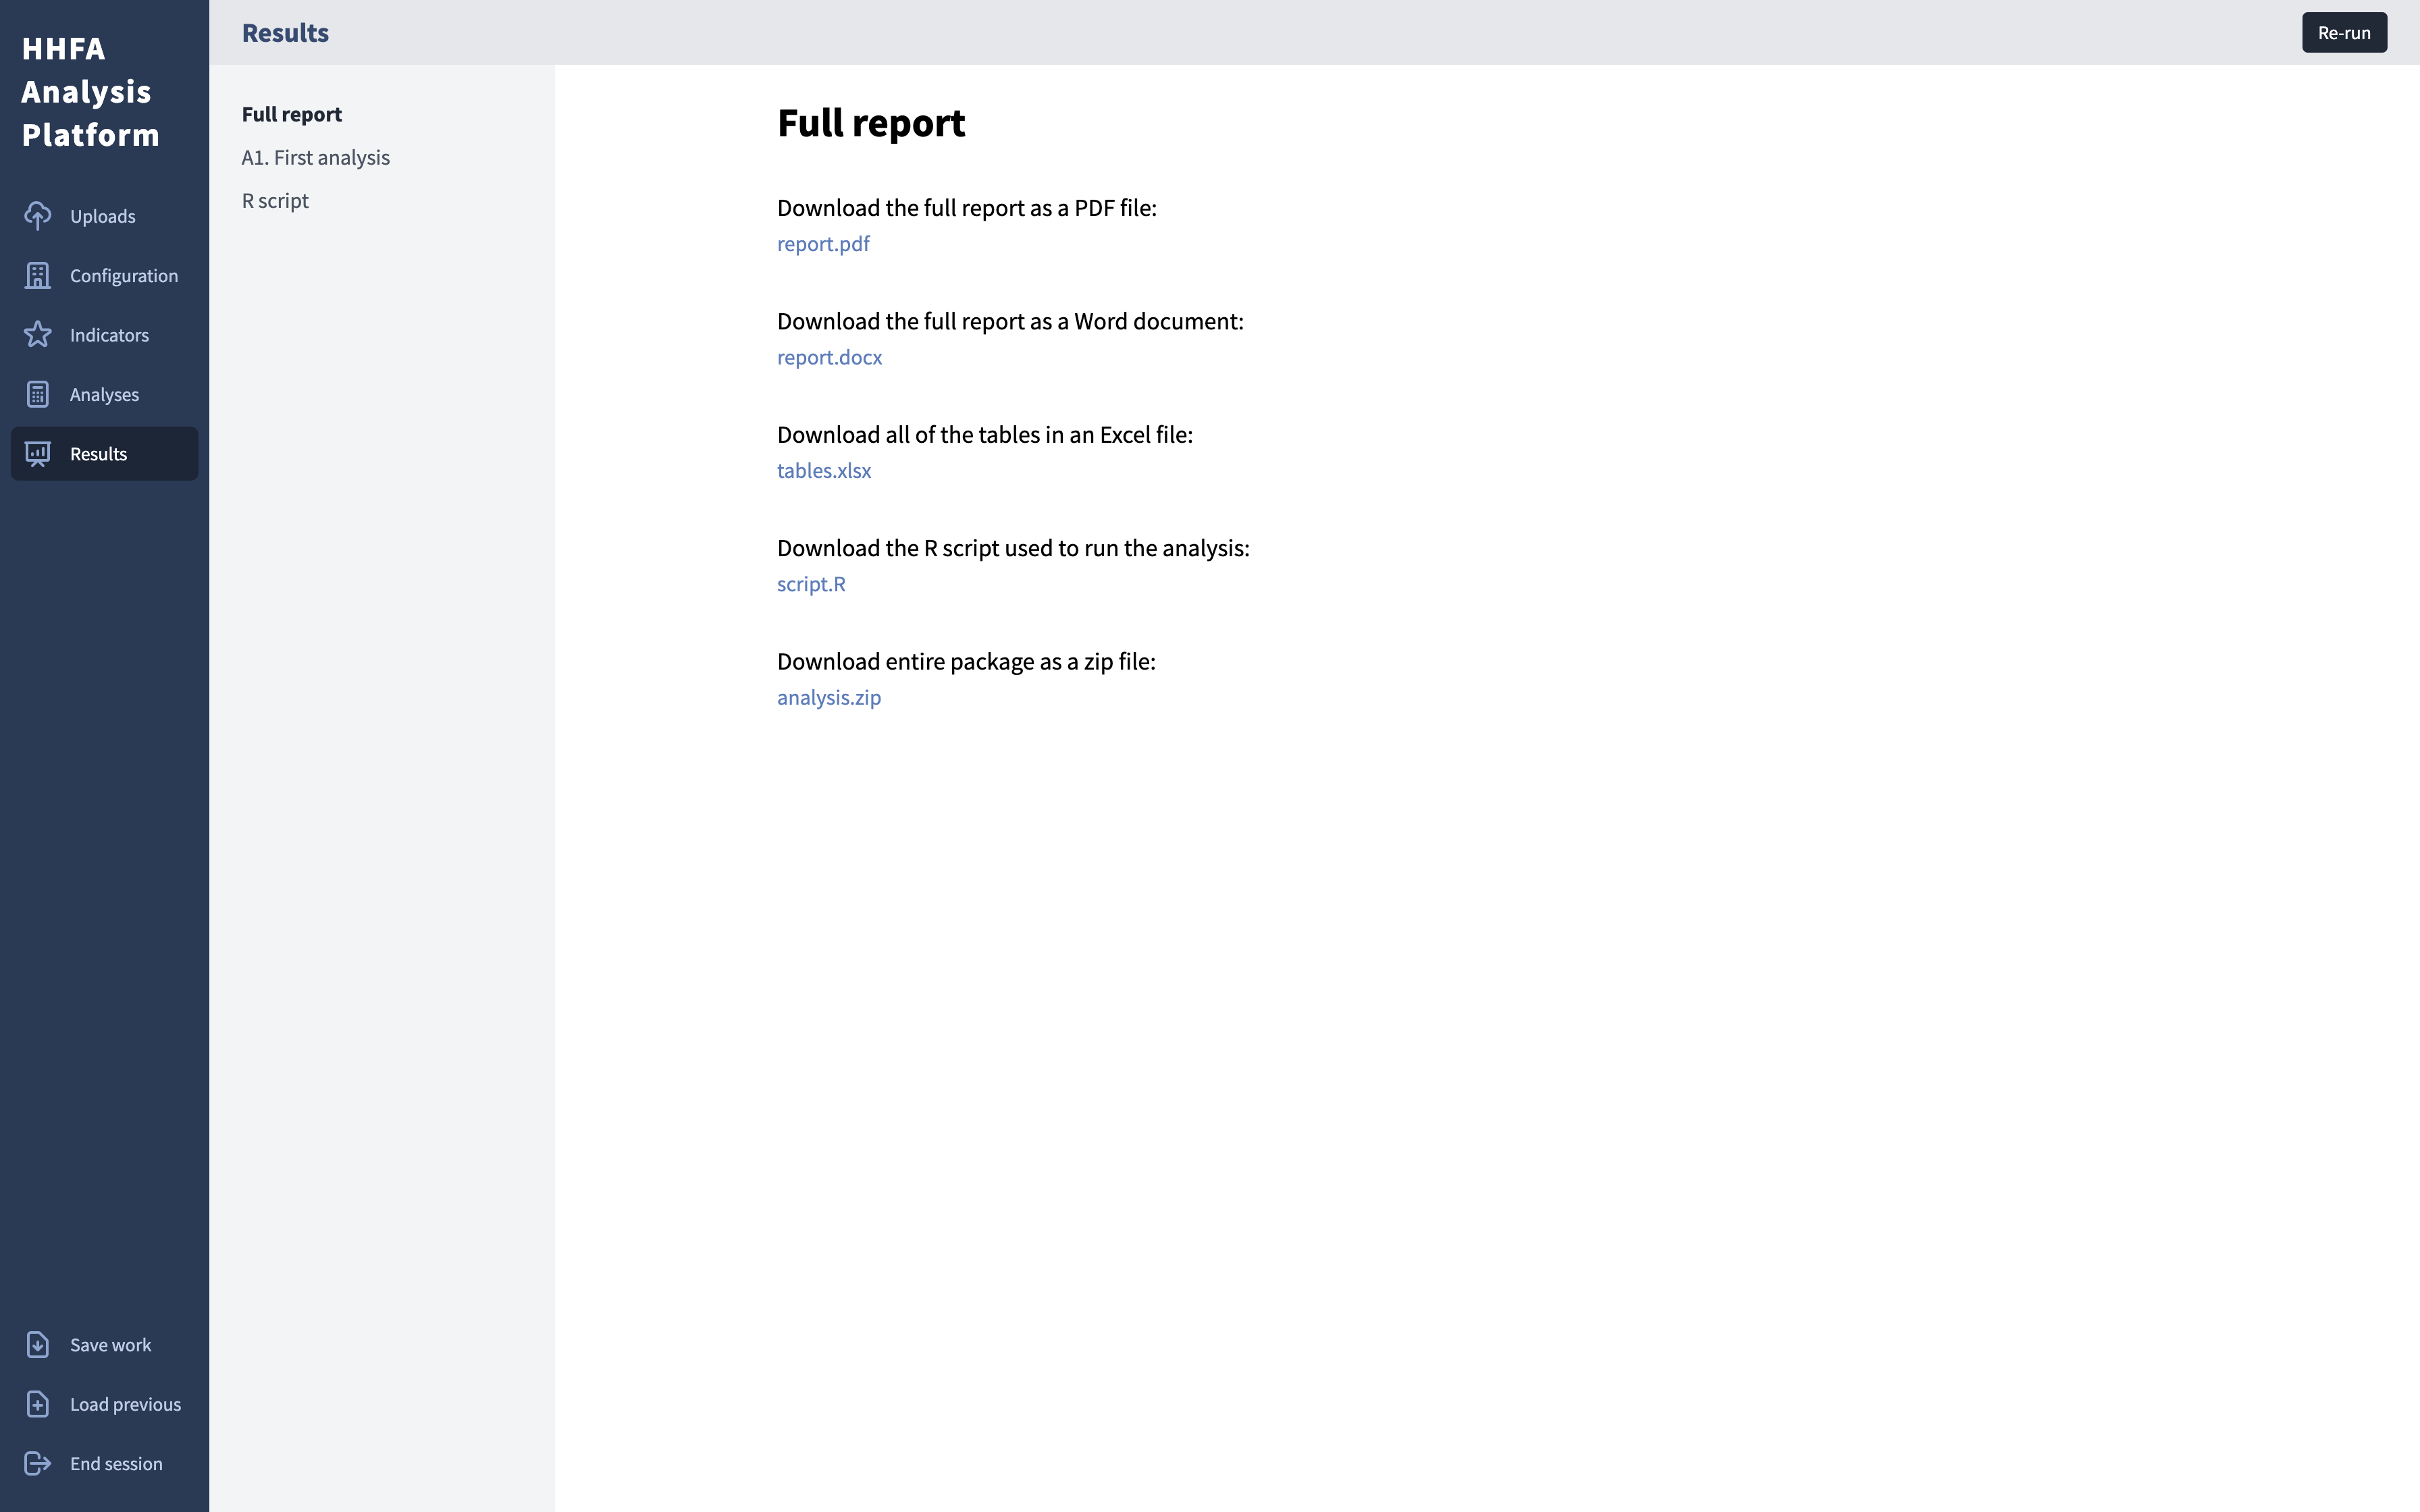 HHFA
Analysis
Platform
Uploads
Configuration
Indicators
Analyses
Results
Save work
Load previous
End session
Results
Re-run
Full report
A1. First analysis
R script
Full report
Download the full report as a PDF file:
report.pdf
Download the full report as a Word document:
report.docx
Download all of the tables in an Excel file:
tables.xlsx
Download the R script used to run the analysis:
script.R
Download entire package as a zip file:
analysis.zip